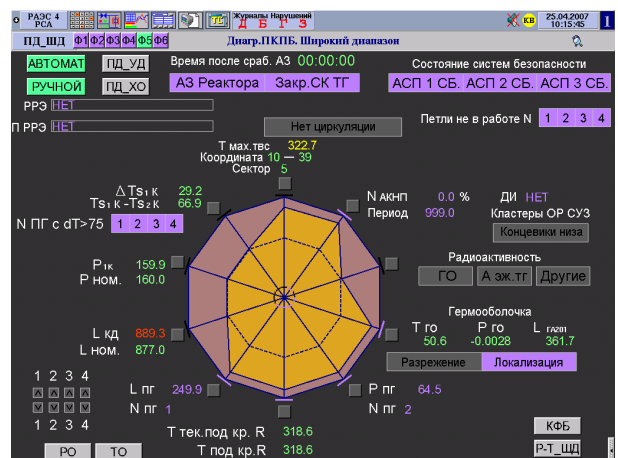 РАЭС 4 РСА Журналы Нарушений Д Б Г З КВ 25.04.2007 10:15:45 1
ПД_ШД Ф1 Ф2 Ф3 Ф4 Ф5 Ф6 Диагр.ПКПБ. Широкий диапазон
АВТОМАТ ПД_УД Время после сраб. АЗ 00:00:00 Состояние систем безопасности
РУЧНОЙ ПД_ХО АЗ Реактора Закр.СК ТГ АСП 1 СБ. АСП 2 СБ. АСП 3 СБ.
РРЭ НЕТ
П РРЭ НЕТ Нет циркуляции Петли не в работе N 1 2 3 4
Т мах.твс 322.7
Координата 10 — 39
Сектор 5
Δ Ts₁ к 29.2 N АКНП 0.0 % ДИ НЕТ
Ts₁ к -Ts₂ к 66.9 Период 999.0 Кластеры ОР СУЗ
N ПГ с dT>75 1 2 3 4 Концевики низа
Р₁к 159.9 Радиоактивность
Р ном. 160.0 ГО А эж.тг Другие
Гермооболочка
L кд 889.3 Т го Р го L ГА201
L ном. 877.0 50.6 -0.0028 361.7
Разрежение Локализация
1 2 3 4 L пг 249.9 Р пг 64.5
N пг 1 N пг 2
1 2 3 4 Т тек.под кр. R 318.6 КФБ
РО ТО Т под кр.R 318.6 Р-Т_ЩД